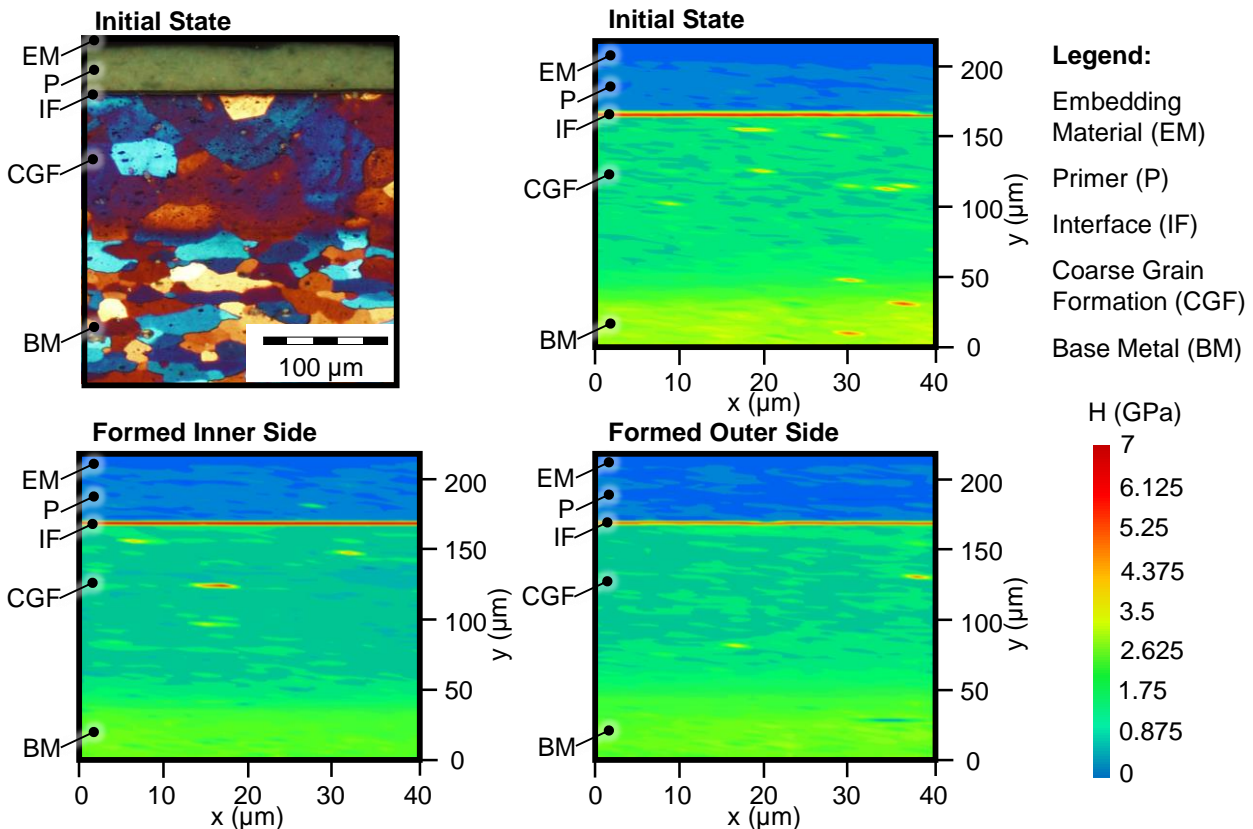 Initial State
EM
P
IF
CGF
BM
100 µm
Initial State
EM
P
IF
CGF
BM
200
150
100
50
0
y (µm)
0
10
20
30
40
x (µm)
Legend:
Embedding
Material (EM)
Primer (P)
Interface (IF)
Coarse Grain
Formation (CGF)
Base Metal (BM)
Formed Inner Side
EM
P
IF
CGF
BM
200
150
100
50
0
y (µm)
0
10
20
30
40
x (µm)
Formed Outer Side
EM
P
IF
CGF
BM
200
150
100
50
0
y (µm)
0
10
20
30
40
x (µm)
H (GPa)
7
6.125
5.25
4.375
3.5
2.625
1.75
0.875
0